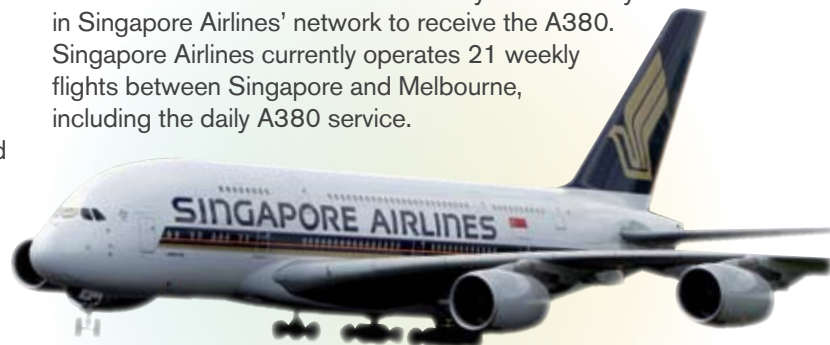 in Singapore Airlines’ network to receive the A380.
Singapore Airlines currently operates 21 weekly
flights between Singapore and Melbourne,
including the daily A380 service.
SINGAPORE AIRLINES